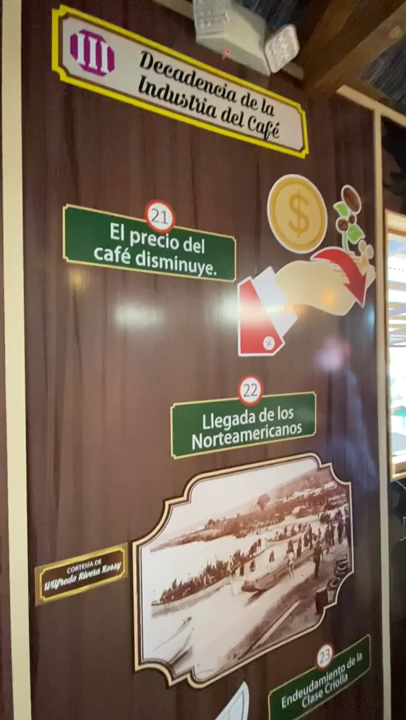 III
Decadencia de la
Industria del Café
21
El precio del
café disminuye.
$
22
Llegada de los
Norteamericanos
CORTESÍA DE
Wilfredo Rivera Rossy
23
Endeudamiento de la
Clase Criolla